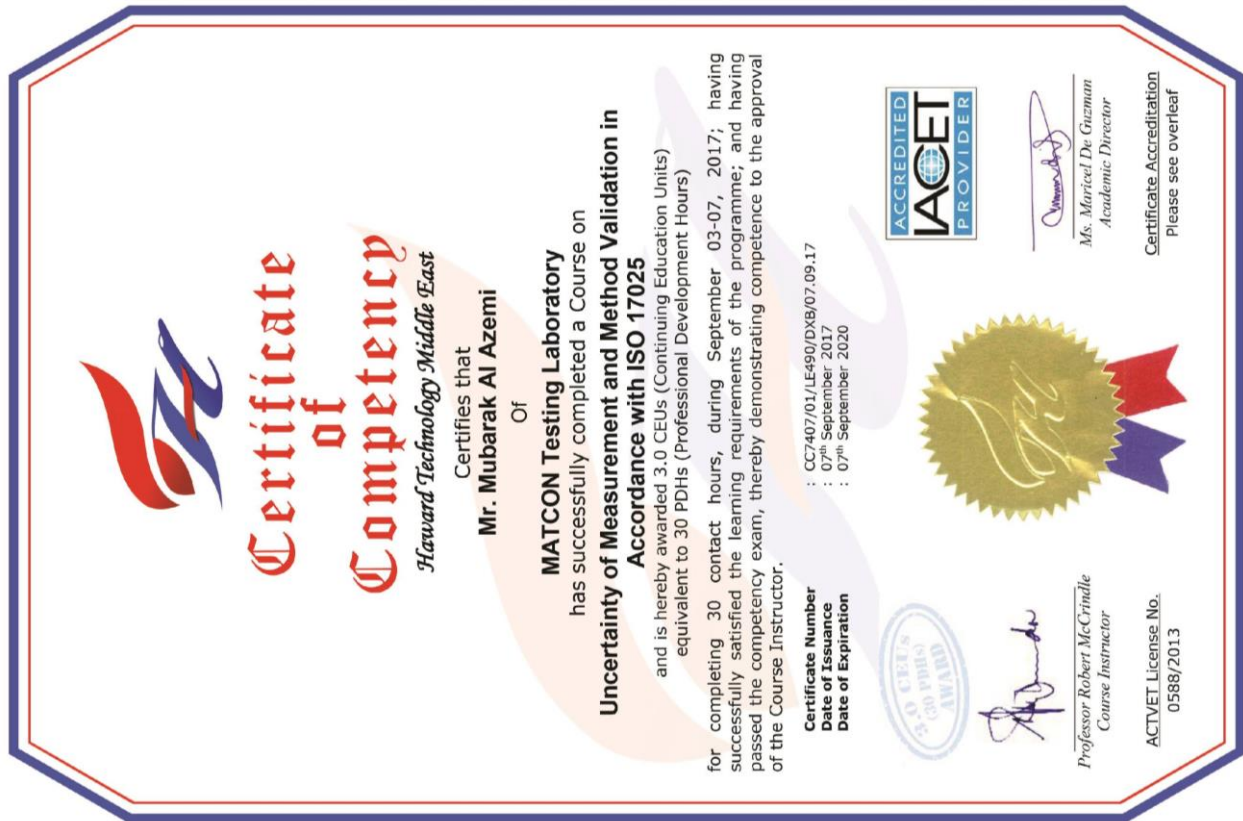 Certificate
of
Competency
Haward Technology Middle East
Certifies that
Mr. Mubarak Al Azemi
Of
MATCON Testing Laboratory
has successfully completed a Course on
Uncertainty of Measurement and Method Validation in
Accordance with ISO 17025
and is hereby awarded 3.0 CEUs (Continuing Education Units)
equivalent to 30 PDHs (Professional Development Hours)
for completing 30 contact hours, during September 03-07, 2017; having
successfully satisfied the learning requirements of the programme; and having
passed the competency exam, thereby demonstrating competence to the approval
of the Course Instructor.
Certificate Number : CC7407/01/LE490/DXB/07.09.17
Date of Issuance : 07th September 2017
Date of Expiration : 07th September 2020
3.0 CEUs
(30 PDHs)
AWARD
ACCREDITED
IACET
PROVIDER
Professor Robert McCrindle
Course Instructor
Ms. Maricel De Guzman
Academic Director
ACTVET License No.
0588/2013
Certificate Accreditation
Please see overleaf